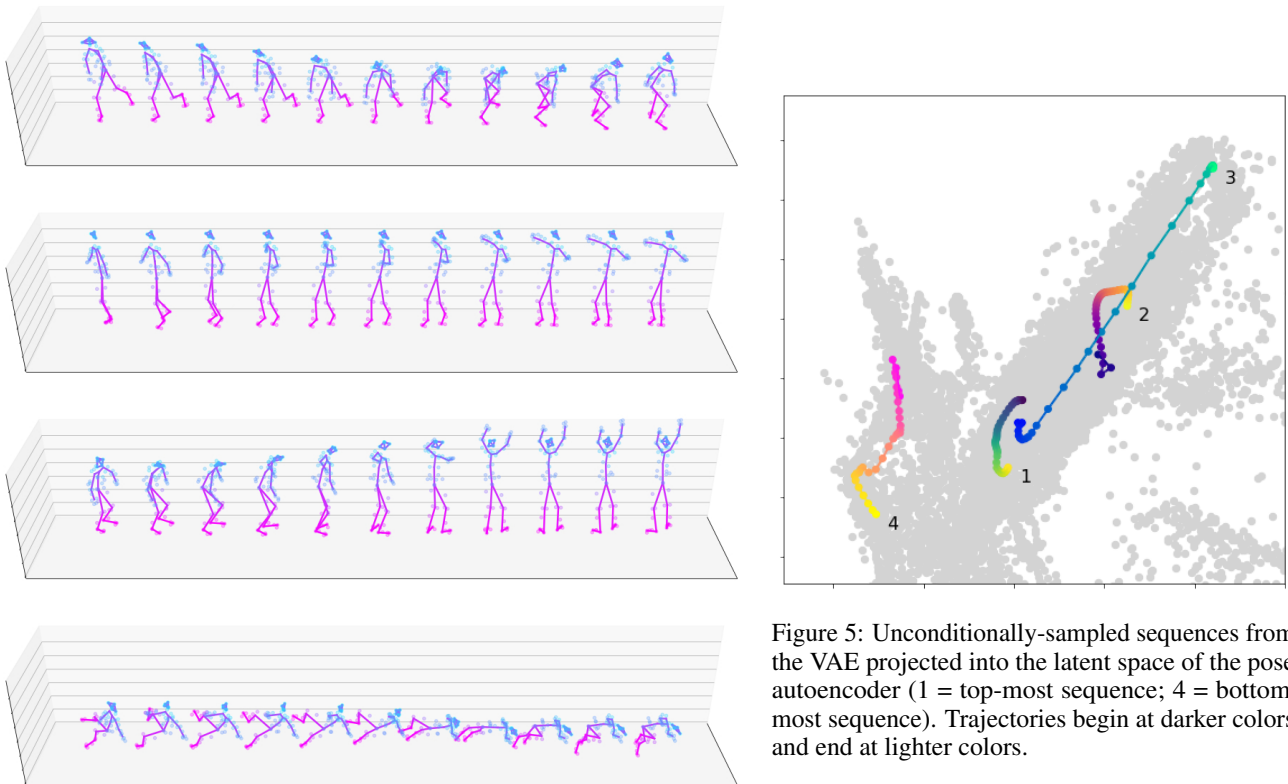 3
2
1
4
Figure 5: Unconditionally-sampled sequences from
the VAE projected into the latent space of the pose
autoencoder (1 = top-most sequence; 4 = bottom-
most sequence). Trajectories begin at darker colors
and end at lighter colors.